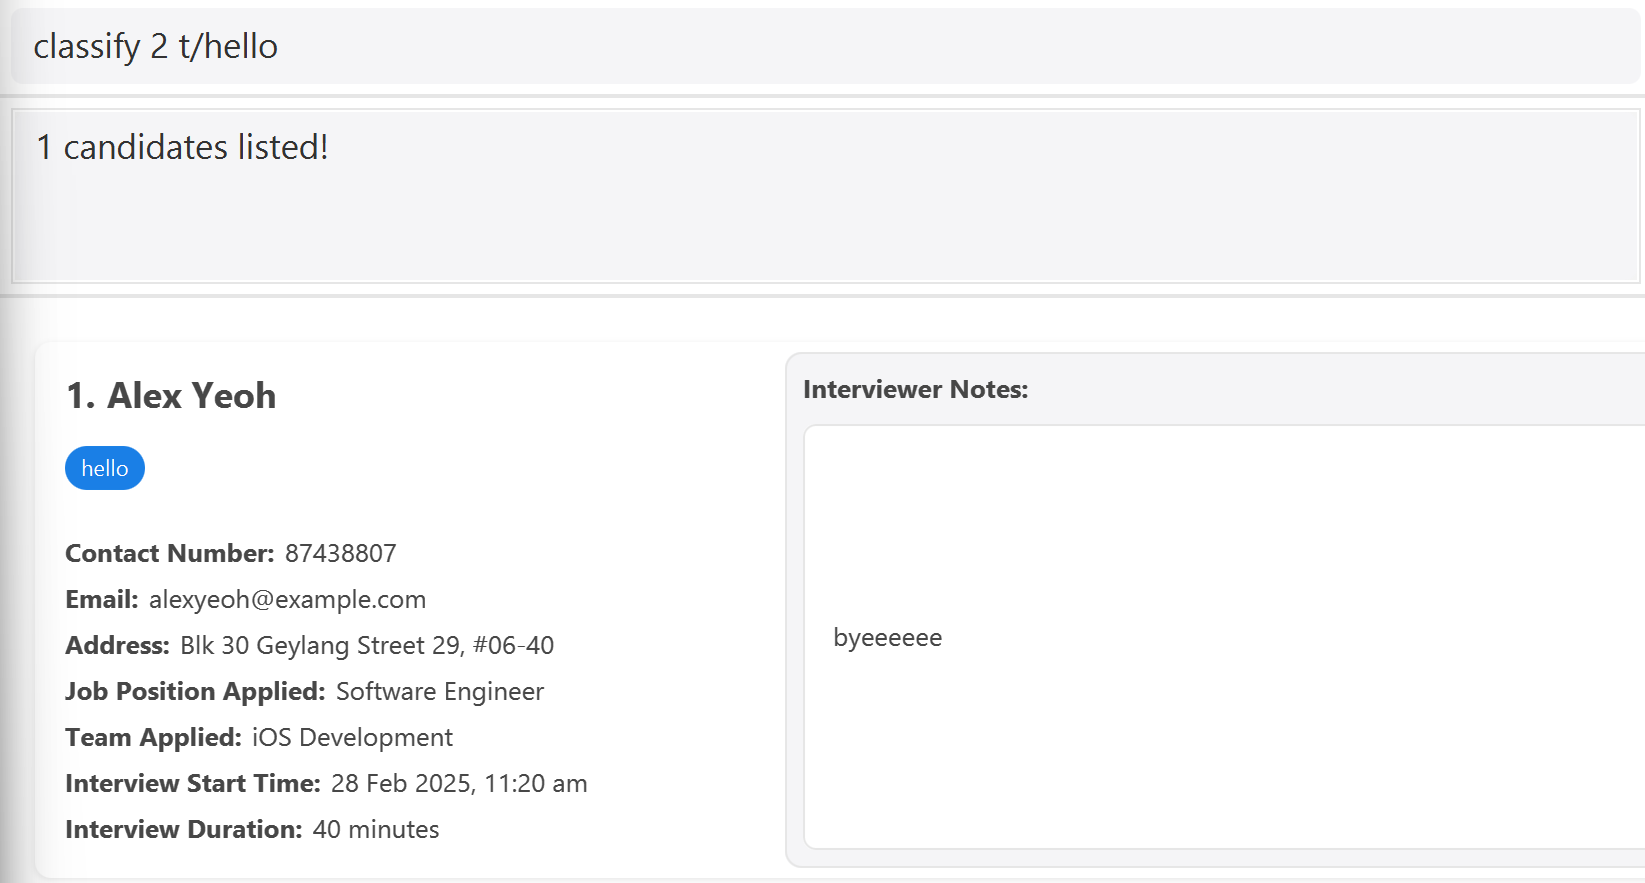 classify 2 t/hello
1 candidates listed!
1. Alex Yeoh
hello
Contact Number: 87438807
Email: alexyeoh@example.com
Address: Blk 30 Geylang Street 29, #06-40
Job Position Applied: Software Engineer
Team Applied: iOS Development
Interview Start Time: 28 Feb 2025, 11:20 am
Interview Duration: 40 minutes
Interviewer Notes:
byeeeeee